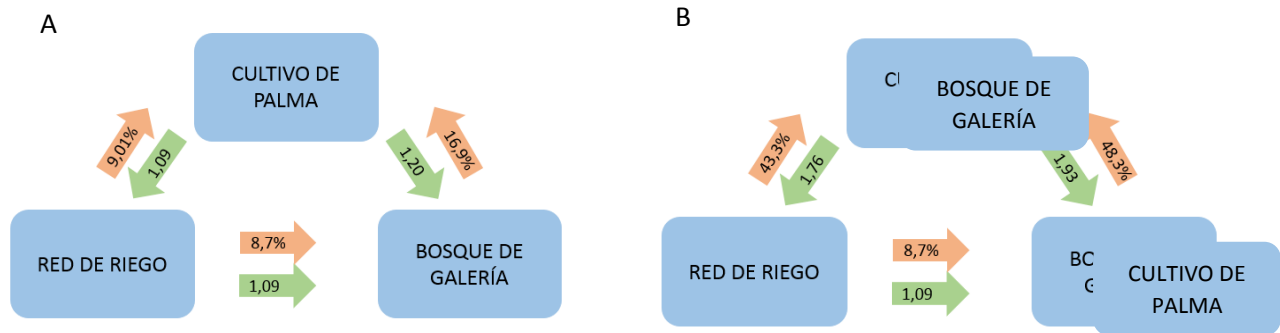 A
CULTIVO DE
PALMA
9,01%
1,09
1,20
16,9%
RED DE RIEGO
8,7%
1,09
BOSQUE DE
GALERÍA
B
BOSQUE DE
GALERÍA
43,3%
1,76
1,93
48,3%
RED DE RIEGO
8,7%
1,09
CULTIVO DE
PALMA